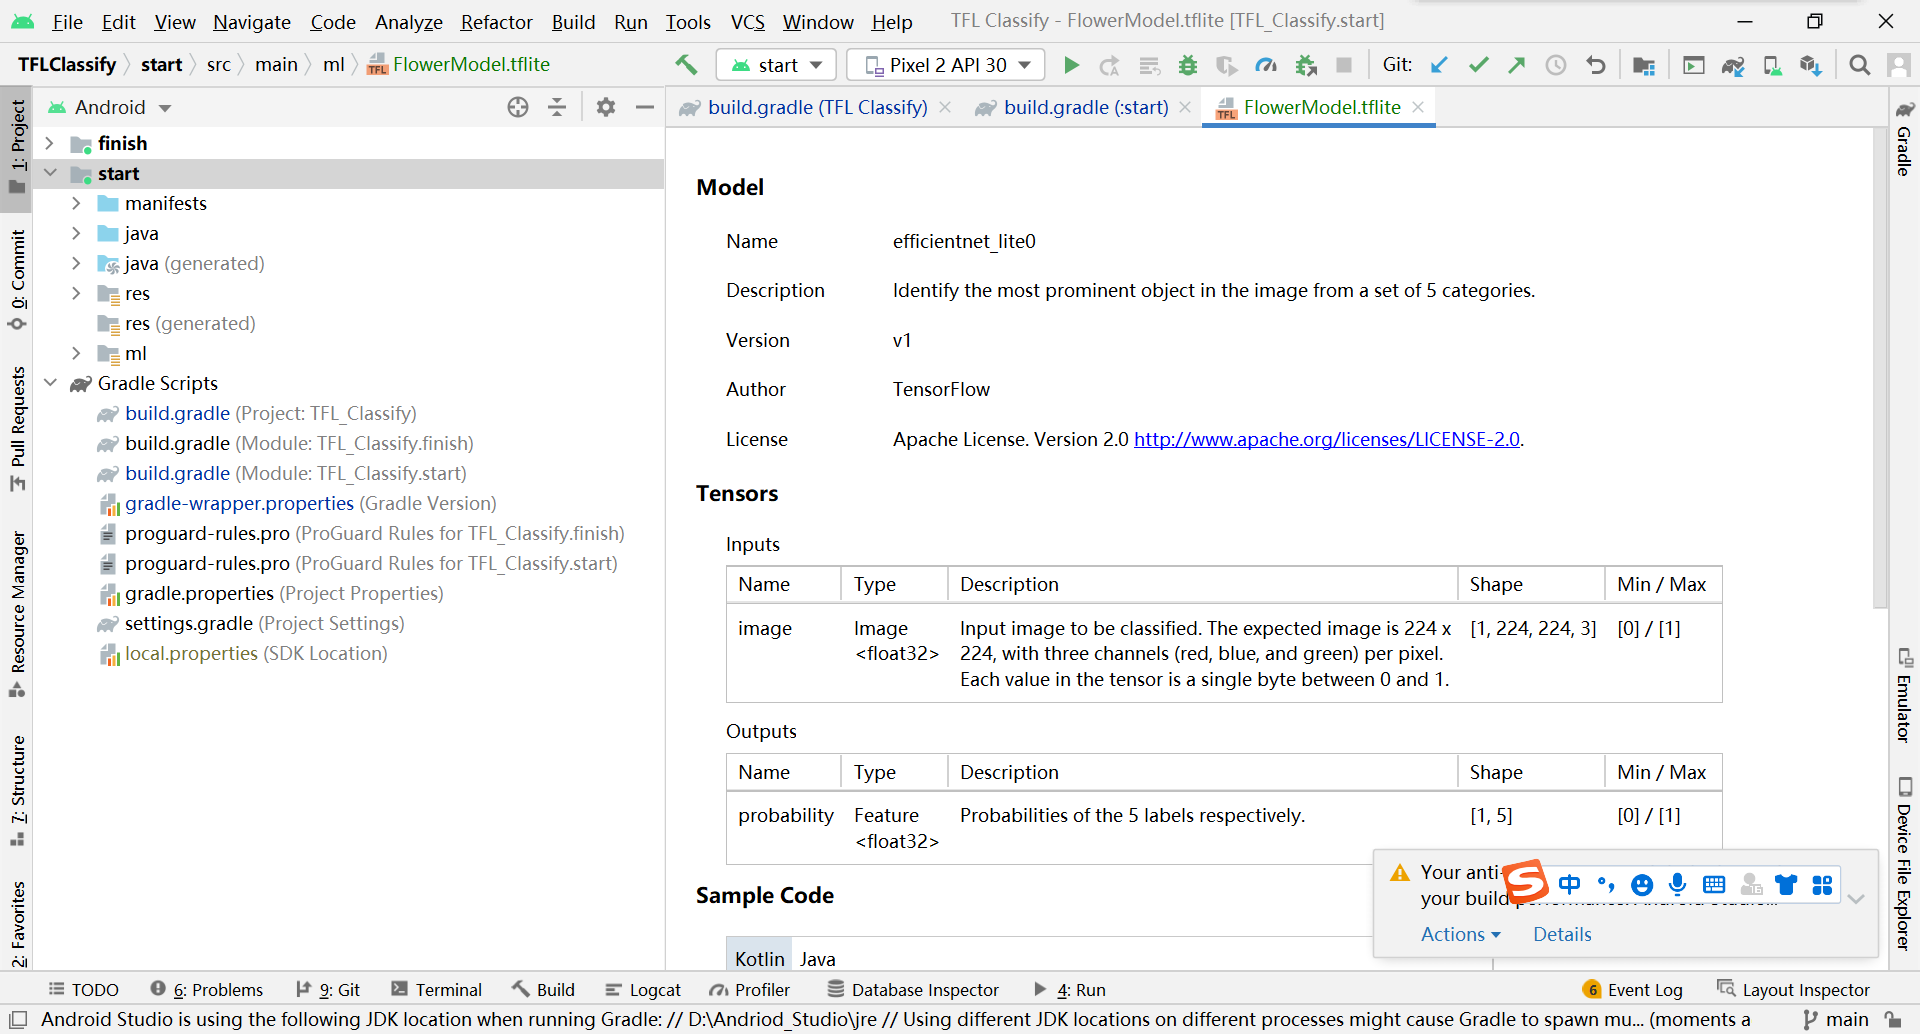 File Edit View Navigate Code Analyze Refactor Build Run Tools VCS Window Help TFL Classify - FlowerModel.tflite [TFL_Classify.start]
TFLClassify start src main ml FlowerModel.tflite start Pixel 2 API 30 Git:
Android
build.gradle (TFL Classify) build.gradle (:start) FlowerModel.tflite
1: Project
0: Commit
Pull Requests
Resource Manager
7: Structure
2: Favorites
finish
start
manifests
java
java (generated)
res
res (generated)
ml
Gradle Scripts
build.gradle (Project: TFL_Classify)
build.gradle (Module: TFL_Classify.finish)
build.gradle (Module: TFL_Classify.start)
gradle-wrapper.properties (Gradle Version)
proguard-rules.pro (ProGuard Rules for TFL_Classify.finish)
proguard-rules.pro (ProGuard Rules for TFL_Classify.start)
gradle.properties (Project Properties)
settings.gradle (Project Settings)
local.properties (SDK Location)
Model
Name efficientnet_lite0
Description Identify the most prominent object in the image from a set of 5 categories.
Version v1
Author TensorFlow
License Apache License. Version 2.0 http://www.apache.org/licenses/LICENSE-2.0.
Tensors
Inputs
Name Type Description Shape Min / Max
image Image Input image to be classified. The expected image is 224 x [1, 224, 224, 3] [0] / [1]
<float32> 224, with three channels (red, blue, and green) per pixel.
Each value in the tensor is a single byte between 0 and 1.
Outputs
Name Type Description Shape Min / Max
probability Feature Probabilities of the 5 labels respectively. [1, 5] [0] / [1]
<float32>
Sample Code
Kotlin Java
Your anti-
your build
Actions Details
S 中
Gradle
Emulator
Device File Explorer
TODO 6: Problems 9: Git Terminal Build Logcat Profiler Database Inspector 4: Run 6 Event Log Layout Inspector
Android Studio is using the following JDK location when running Gradle: // D:\Andriod_Studio\jre // Using different JDK locations on different processes might cause Gradle to spawn mu... (moments a main